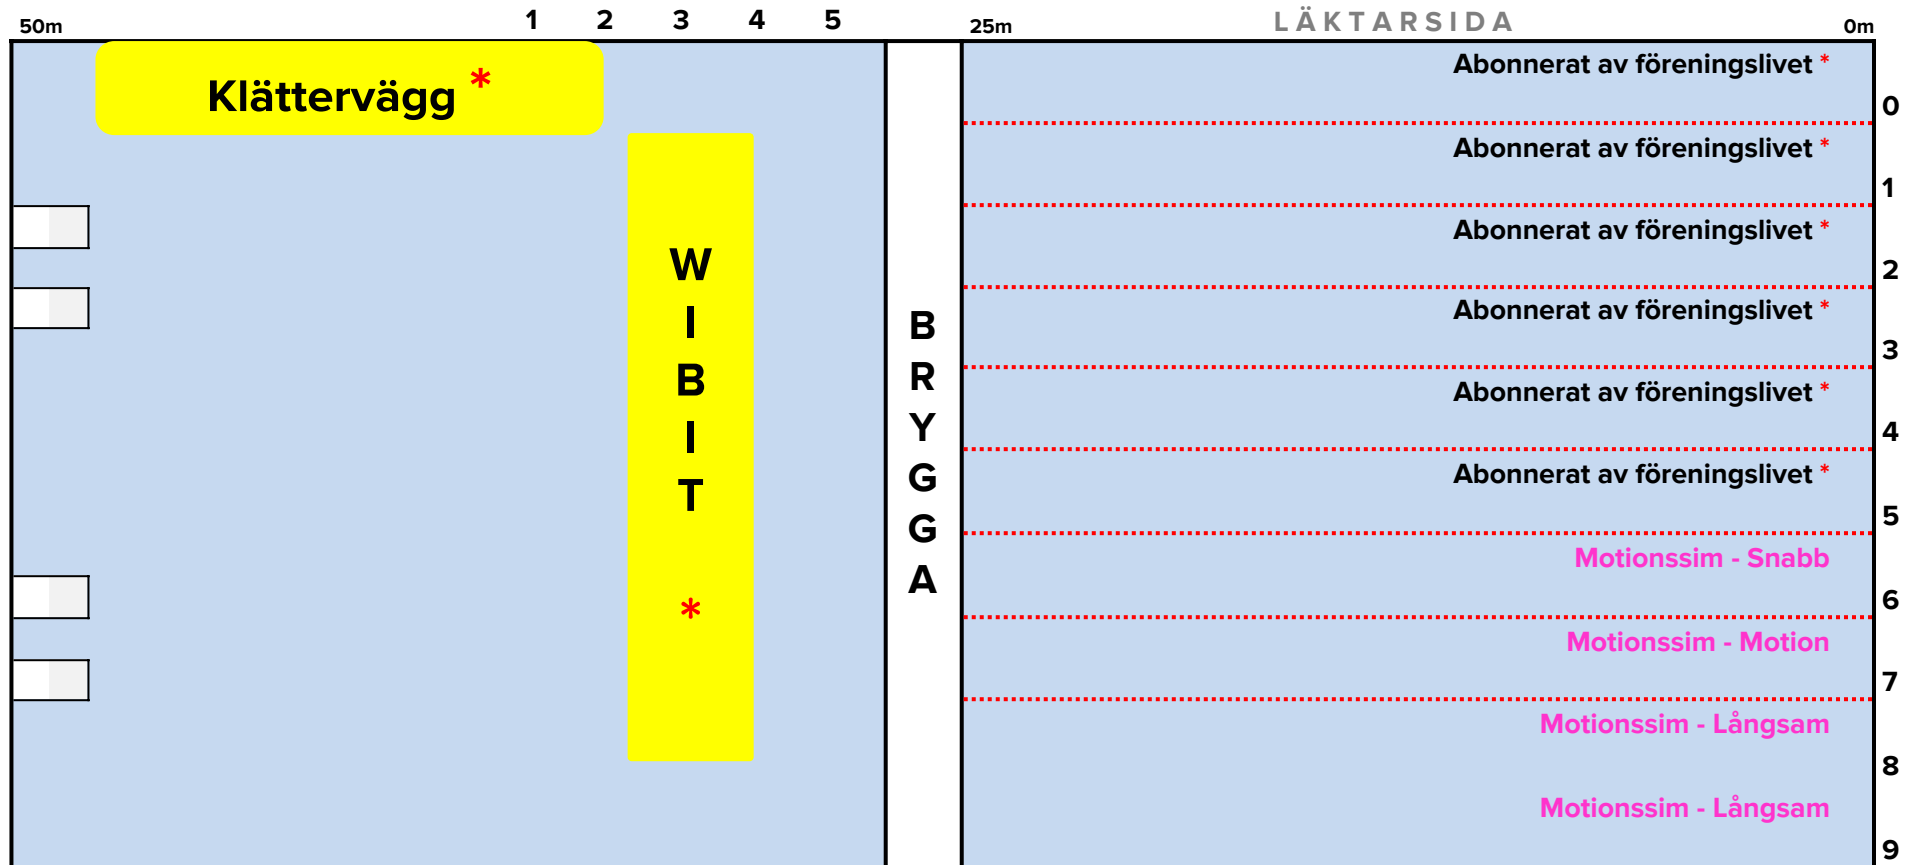 50m 1 2 3 4 5 25m LÄKTARSIDA 0m
Klättervägg *
WIBIT *
BRYGGA
Abonnerat av föreningslivet *
0
Abonnerat av föreningslivet *
1
Abonnerat av föreningslivet *
2
Abonnerat av föreningslivet *
3
Abonnerat av föreningslivet *
4
Abonnerat av föreningslivet *
5
Motionssim - Snabb
6
Motionssim - Motion
7
Motionssim - Långsam
8
Motionssim - Långsam
9